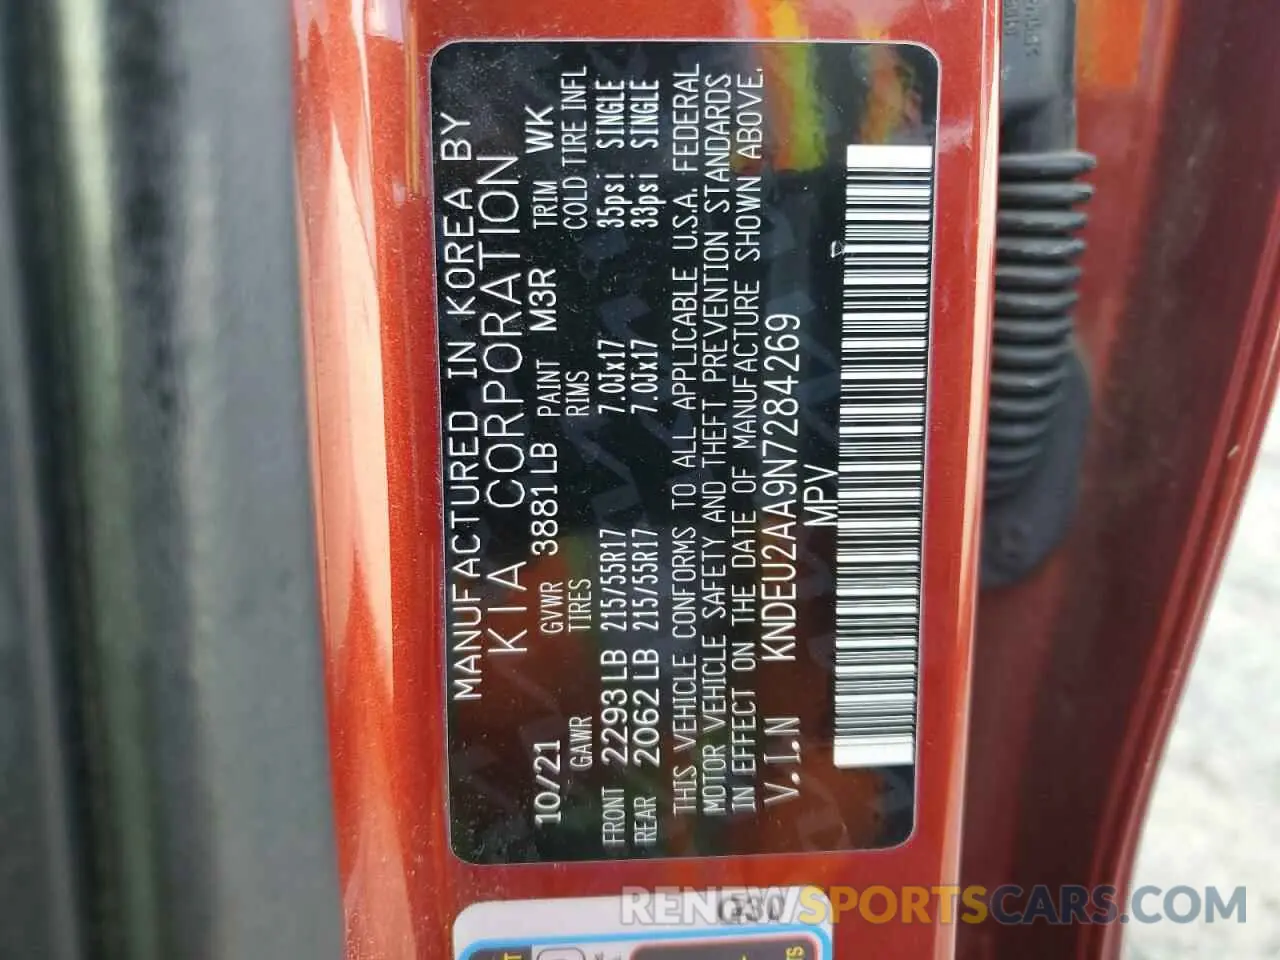 MANUFACTURED IN KOREA BY
KIA CORPORATION
10/21 GVWR 3881 LB PAINT M3R TRIM WK
GAWR TIRES RIMS COLD TIRE INFL
FRONT 2293 LB 215/55R17 7.0Jx17 35psi SINGLE
REAR 2062 LB 215/55R17 7.0Jx17 33psi SINGLE
THIS VEHICLE CONFORMS TO ALL APPLICABLE U.S.A. FEDERAL
MOTOR VEHICLE SAFETY AND THEFT PREVENTION STANDARDS
IN EFFECT ON THE DATE OF MANUFACTURE SHOWN ABOVE.
V.I.N KNDEU2AA9N7284269
MPV
G30
RENEWSPORTSCARS.COM